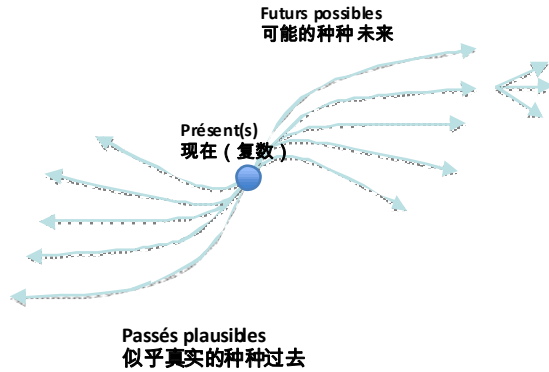 Futurs possibles
可能的种种 未来
Présent(s)
现在（复数）
Passés plausibles
似乎真实的种种过去